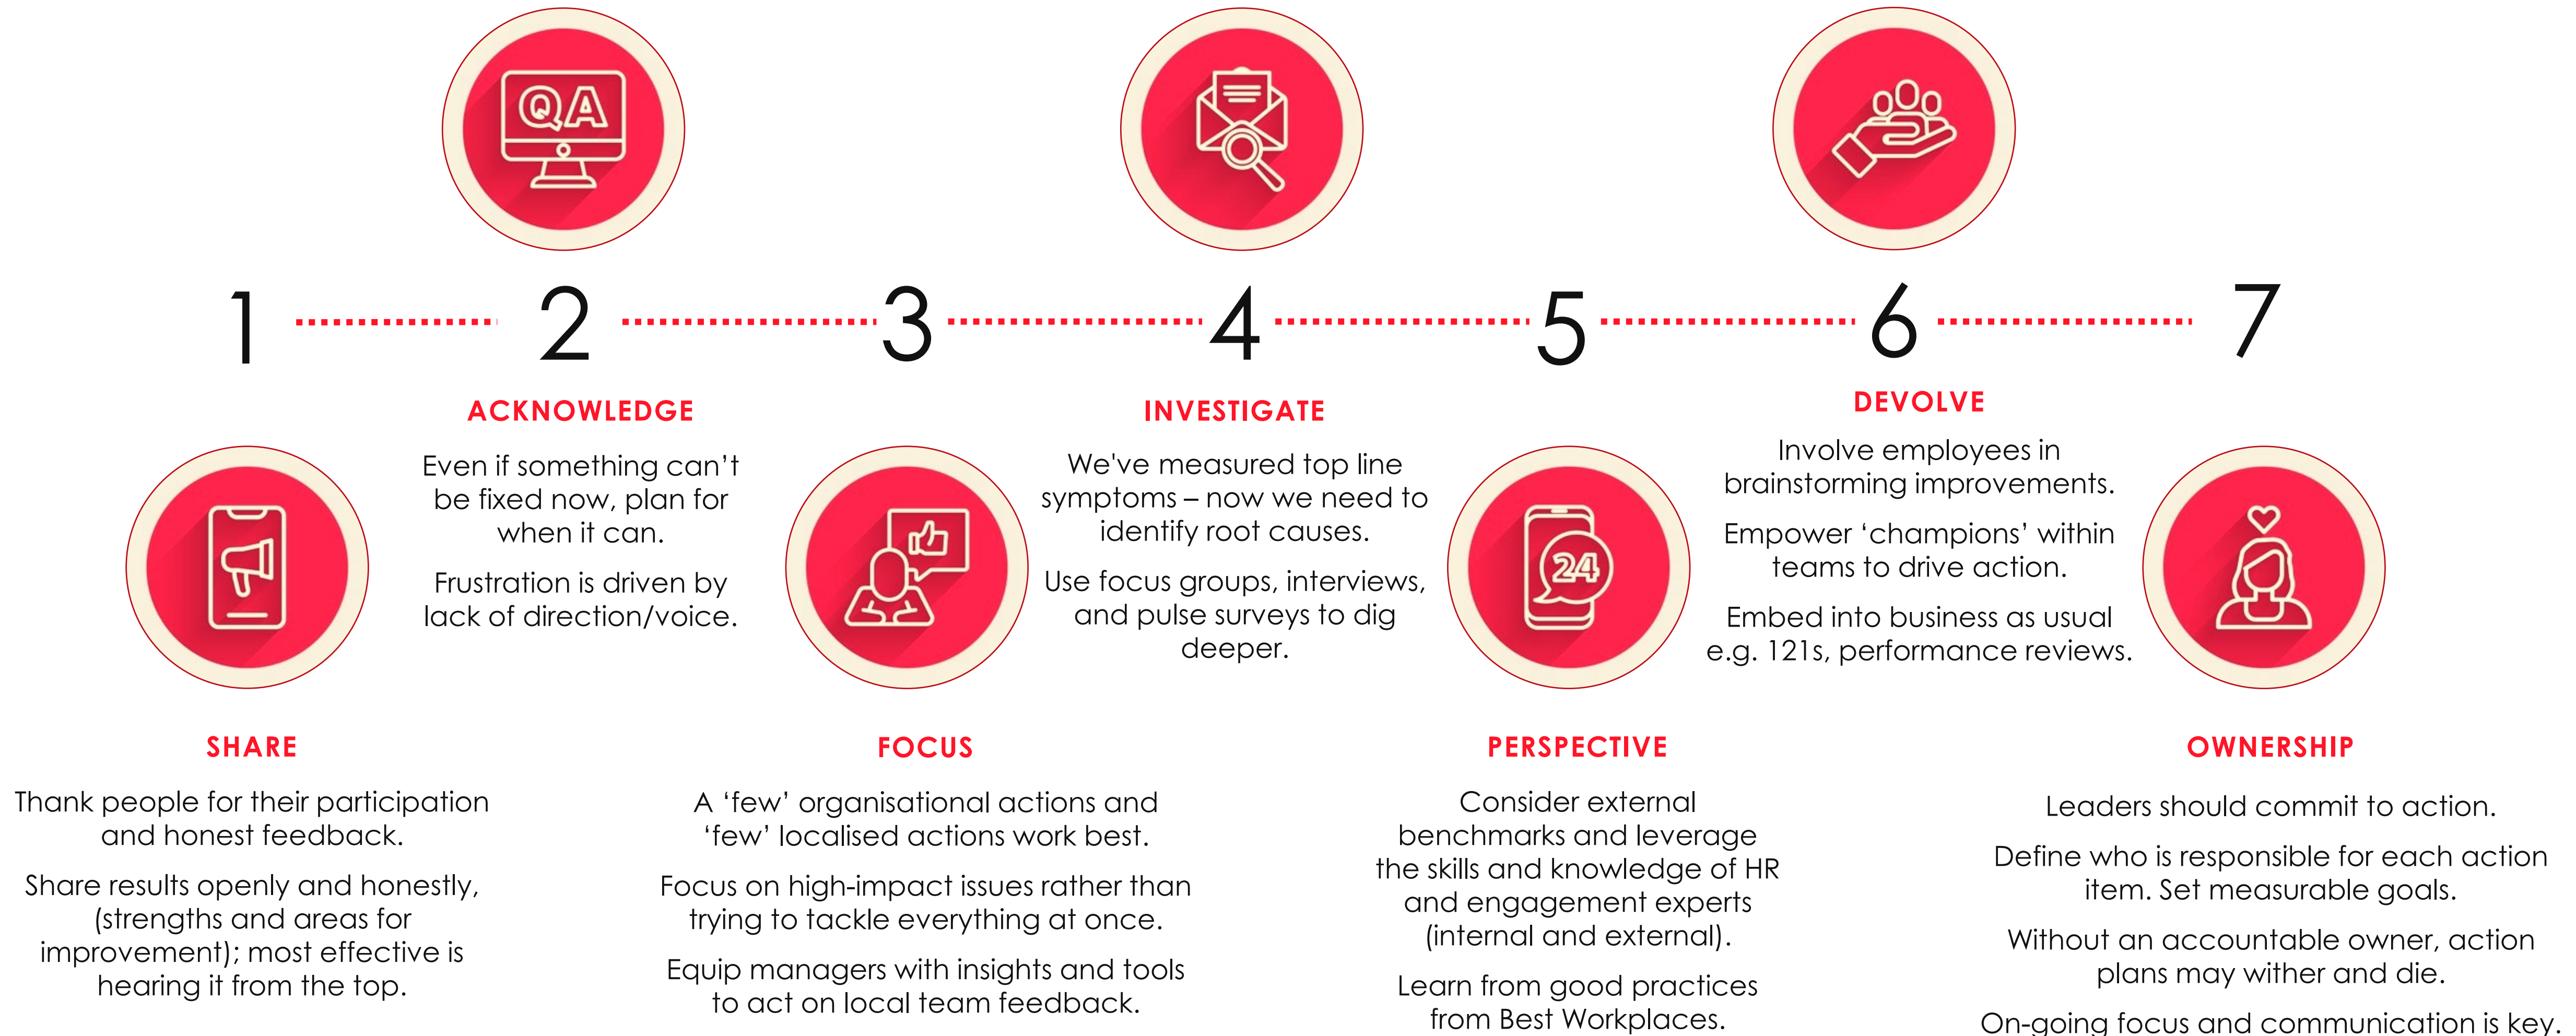 QA
24
1
2
3
4
5
6
7
SHARE
Thank people for their participation
and honest feedback.
Share results openly and honestly,
(strengths and areas for
improvement); most effective is
hearing it from the top.
ACKNOWLEDGE
Even if something can’t
be fixed now, plan for
when it can.
Frustration is driven by
lack of direction/voice.
FOCUS
A ‘few’ organisational actions and
‘few’ localised actions work best.
Focus on high-impact issues rather than
trying to tackle everything at once.
Equip managers with insights and tools
to act on local team feedback.
INVESTIGATE
We've measured top line
symptoms – now we need to
identify root causes.
Use focus groups, interviews,
and pulse surveys to dig
deeper.
PERSPECTIVE
Consider external
benchmarks and leverage
the skills and knowledge of HR
and engagement experts
(internal and external).
Learn from good practices
from Best Workplaces.
DEVOLVE
Involve employees in
brainstorming improvements.
Empower ‘champions’ within
teams to drive action.
Embed into business as usual
e.g. 121s, performance reviews.
OWNERSHIP
Leaders should commit to action.
Define who is responsible for each action
item. Set measurable goals.
Without an accountable owner, action
plans may wither and die.
On-going focus and communication is key.